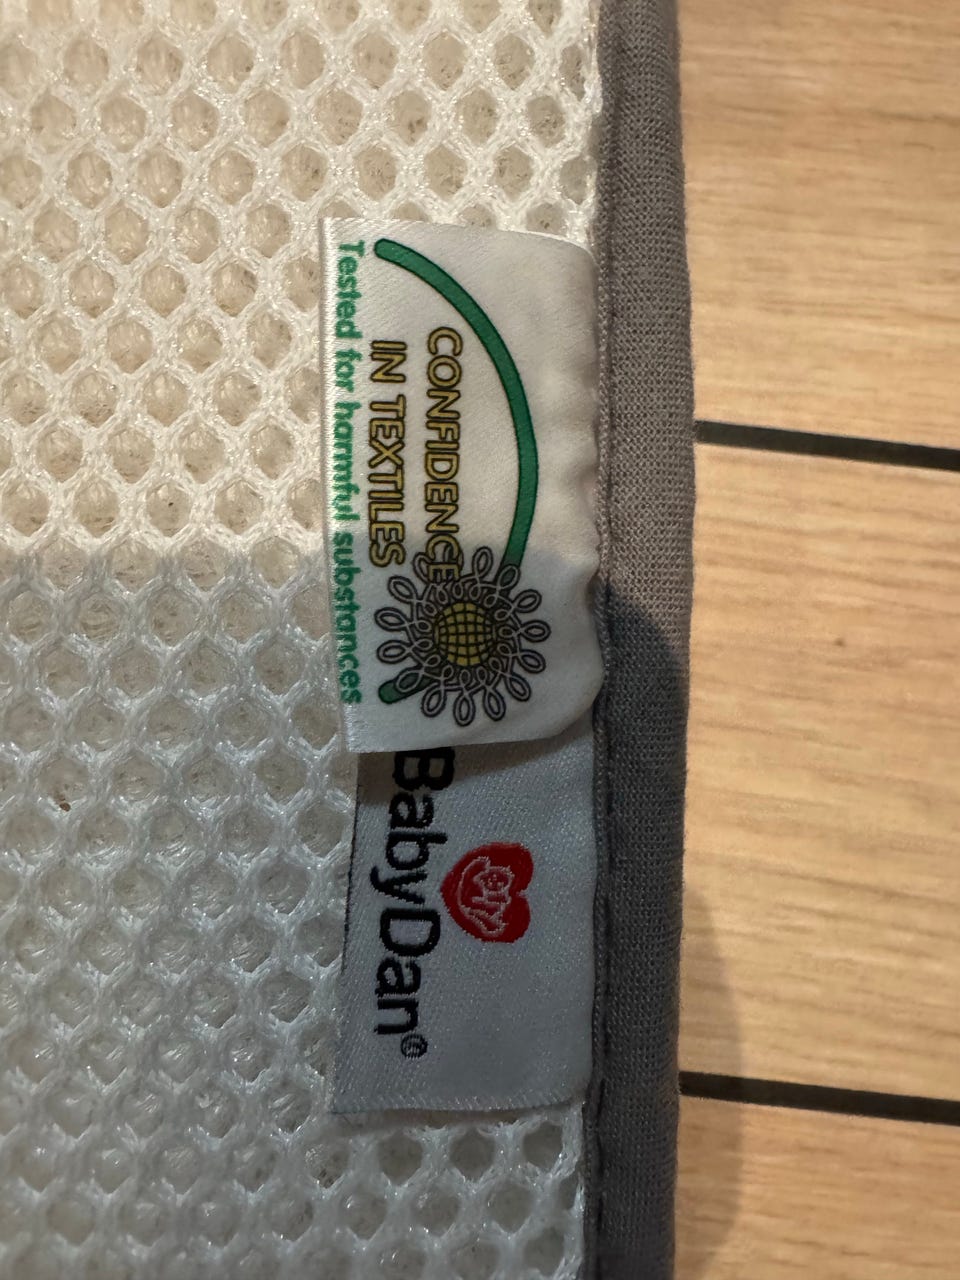 CONFIDENCE
IN TEXTILES
Tested for harmful substances
BabyDan®